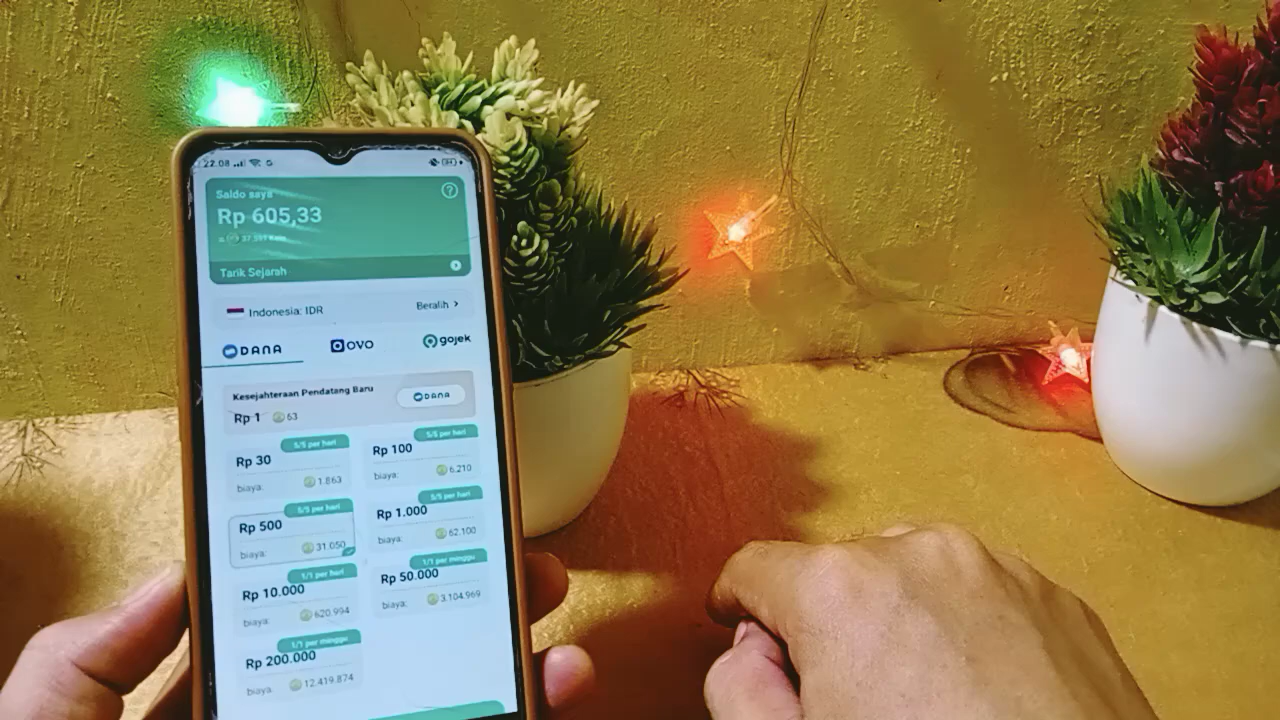 22.08
Saldo saya
Rp 605,33
Tarik Sejarah
Indonesia: IDR
Beralih >
DANA
OVO
gojek
Kesejahteraan Pendatang Baru
DANA
Rp 1 63
5/5 per hari
Rp 30
biaya: 1.863
5/5 per hari
Rp 100
biaya: 6.210
5/5 per hari
Rp 500
biaya: 31.050
5/5 per hari
Rp 1.000
biaya: 62.100
1/1 per hari
Rp 10.000
biaya: 620.994
1/1 per minggu
Rp 50.000
biaya: 3.104.969
1/1 per minggu
Rp 200.000
biaya: 12.419.874